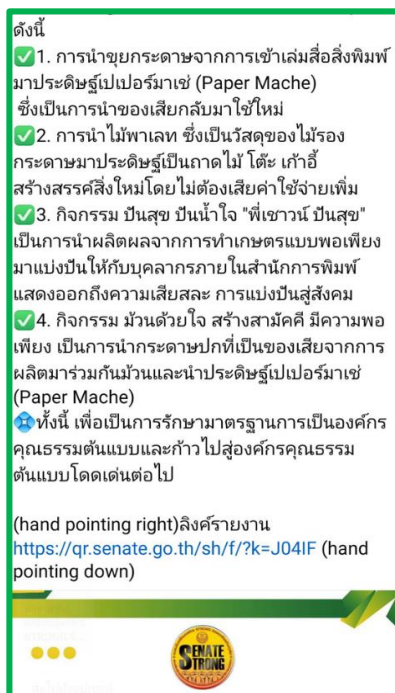 ดังนี้
✅1. การนำขุยกระดาษจากการเข้าเล่มสื่อสิ่งพิมพ์
มาประดิษฐ์เปเปอร์มาเช่ (Paper Mache)
ซึ่งเป็นการนำของเสียกลับมาใช้ใหม่
✅2. การนำไม้พาเลท ซึ่งเป็นวัสดุของไม้รอง
กระดาษมาประดิษฐ์เป็นถาดไม้ โต๊ะ เก้าอี้
สร้างสรรค์สิ่งใหม่โดยไม่ต้องเสียค่าใช้จ่ายเพิ่ม
✅3. กิจกรรม ปันสุข ปันน้ำใจ "พี่เชาวน์ ปันสุข"
เป็นการนำผลิตผลจากการทำเกษตรแบบพอเพียง
มาแบ่งปันให้กับบุคลากรภายในสำนักการพิมพ์
แสดงออกถึงความเสียสละ การแบ่งปันสู่สังคม
✅4. กิจกรรม ม้วนด้วยใจ สร้างสามัคคี มีความพอ
เพียง เป็นการนำกระดาษปกที่เป็นของเสียจากการ
ผลิตมาร่วมกันม้วนและนำประดิษฐ์เปเปอร์มาเช่
(Paper Mache)
💠ทั้งนี้ เพื่อเป็นการรักษามาตรฐานการเป็นองค์กร
คุณธรรมต้นแบบและก้าวไปสู่องค์กรคุณธรรม
ต้นแบบโดดเด่นต่อไป
(hand pointing right)ลิงค์รายงาน
https://qr.senate.go.th/sh/f/?k=J04IF (hand
pointing down)
SENATE
STRONG